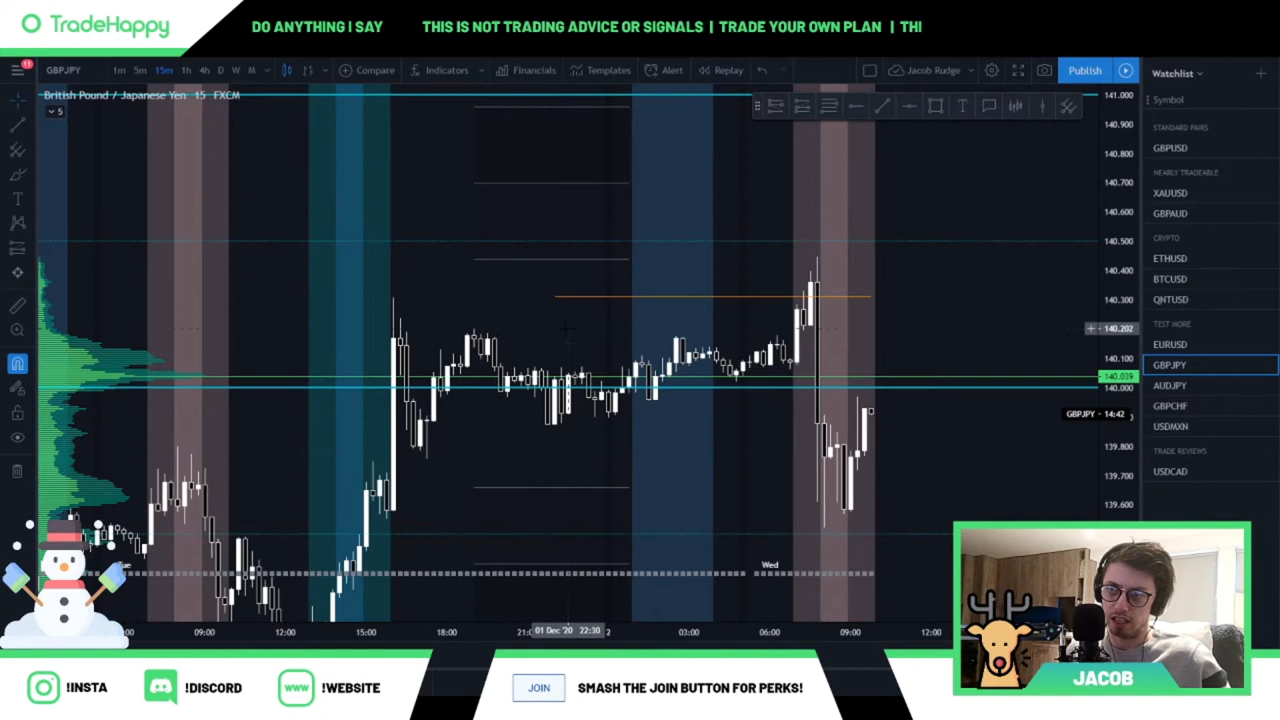 TradeHappy
DO ANYTHING I SAY THIS IS NOT TRADING ADVICE OR SIGNALS | TRADE YOUR OWN PLAN | THI
11
GBPJPY 1m 5m 15m 1h 4h D W M Compare Indicators Financials Templates Alert Replay Jacob Rudge Publish
British Pound / Japanese Yen 15 FXCM
5
141.000
140.900
140.800
140.700
140.600
140.500
140.400
140.300
140.202
140.100
140.039
140.000
GBPJPY - 14:42
139.800
139.700
139.600
Watchlist
Symbol
STANDARD PAIRS
GBPUSD
NEARLY TRADEABLE
XAUUSD
GBPAUD
CRYPTO
ETHUSD
BTCUSD
QNTUSD
TEST MORE
EURUSD
GBPJPY
AUDJPY
GBPCHF
USDMXN
TRADE REVIEWS
USDCAD
Wed
09:00 12:00 15:00 18:00 01 Dec '20 22:30 2 03:00 06:00 09:00 12:00
JACOB
!INSTA !DISCORD WWW !WEBSITE JOIN SMASH THE JOIN BUTTON FOR PERKS!